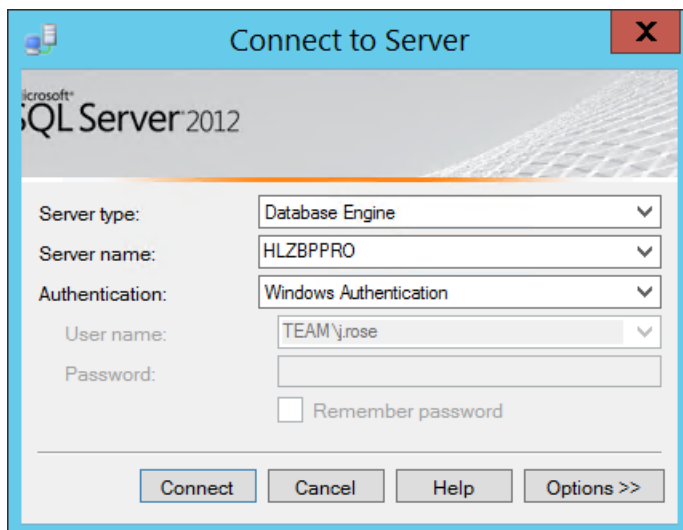 Connect to Server
X
icrosoft®
SQL Server 2012
Server type:
Database Engine
Server name:
HLZBPPRO
Authentication:
Windows Authentication
User name:
TEAM\j.rose
Password:
Remember password
Connect
Cancel
Help
Options >>